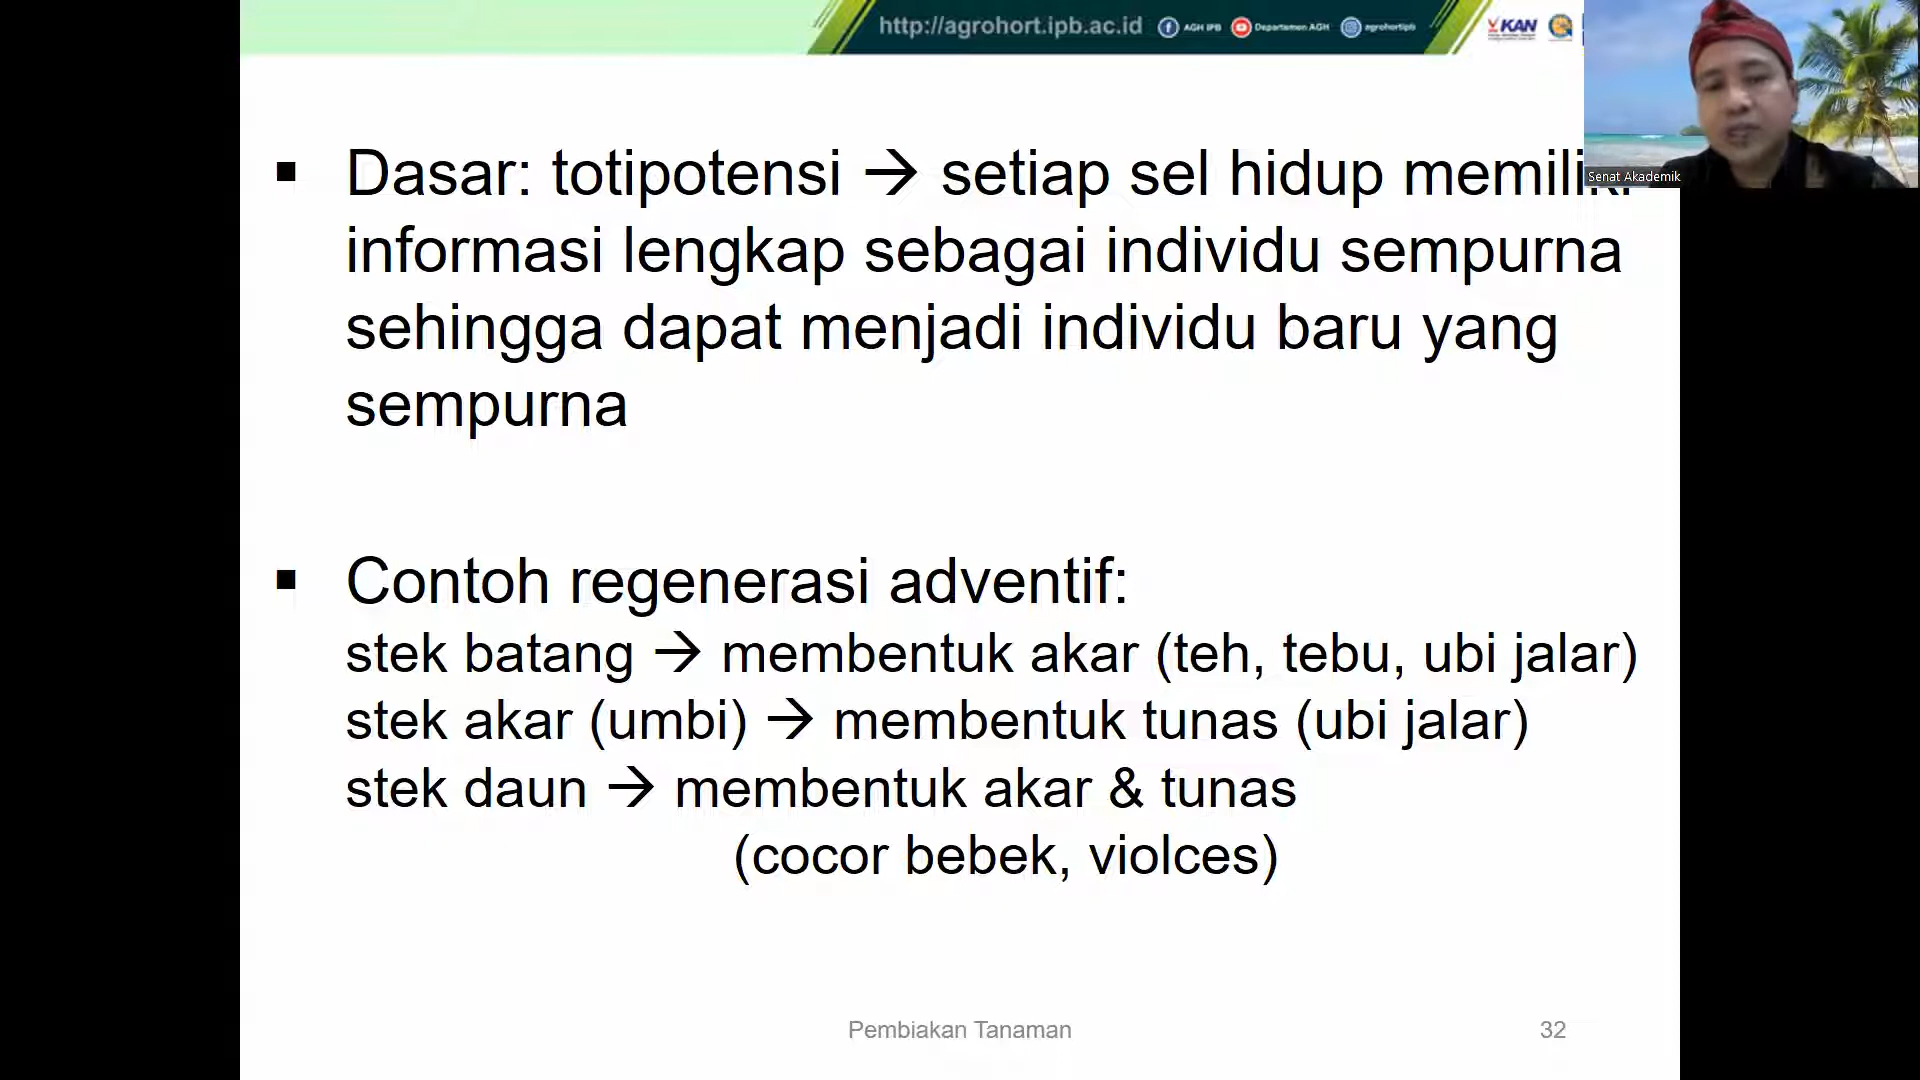 http://agrohort.ipb.ac.id AGH IPB Departemen AGH agrohortipb KAN
Senat Akademik
▪ Dasar: totipotensi → setiap sel hidup memiliki
informasi lengkap sebagai individu sempurna
sehingga dapat menjadi individu baru yang
sempurna
▪ Contoh regenerasi adventif:
stek batang → membentuk akar (teh, tebu, ubi jalar)
stek akar (umbi) → membentuk tunas (ubi jalar)
stek daun → membentuk akar & tunas
(cocor bebek, violces)
Pembiakan Tanaman 32